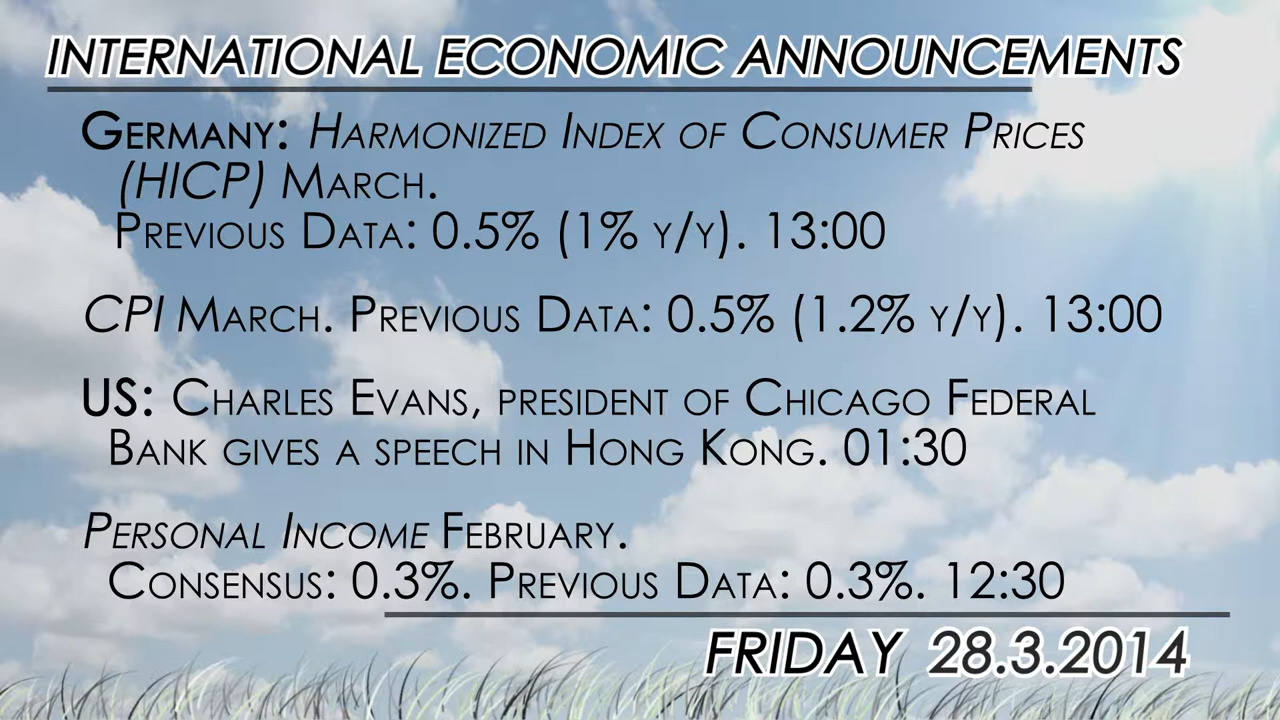 INTERNATIONAL ECONOMIC ANNOUNCEMENTS
GERMANY: HARMONIZED INDEX OF CONSUMER PRICES
(HICP) MARCH.
PREVIOUS DATA: 0.5% (1% Y/Y). 13:00
CPI MARCH. PREVIOUS DATA: 0.5% (1.2% Y/Y). 13:00
US: CHARLES EVANS, PRESIDENT OF CHICAGO FEDERAL
BANK GIVES A SPEECH IN HONG KONG. 01:30
PERSONAL INCOME FEBRUARY.
CONSENSUS: 0.3%. PREVIOUS DATA: 0.3%. 12:30
FRIDAY 28.3.2014